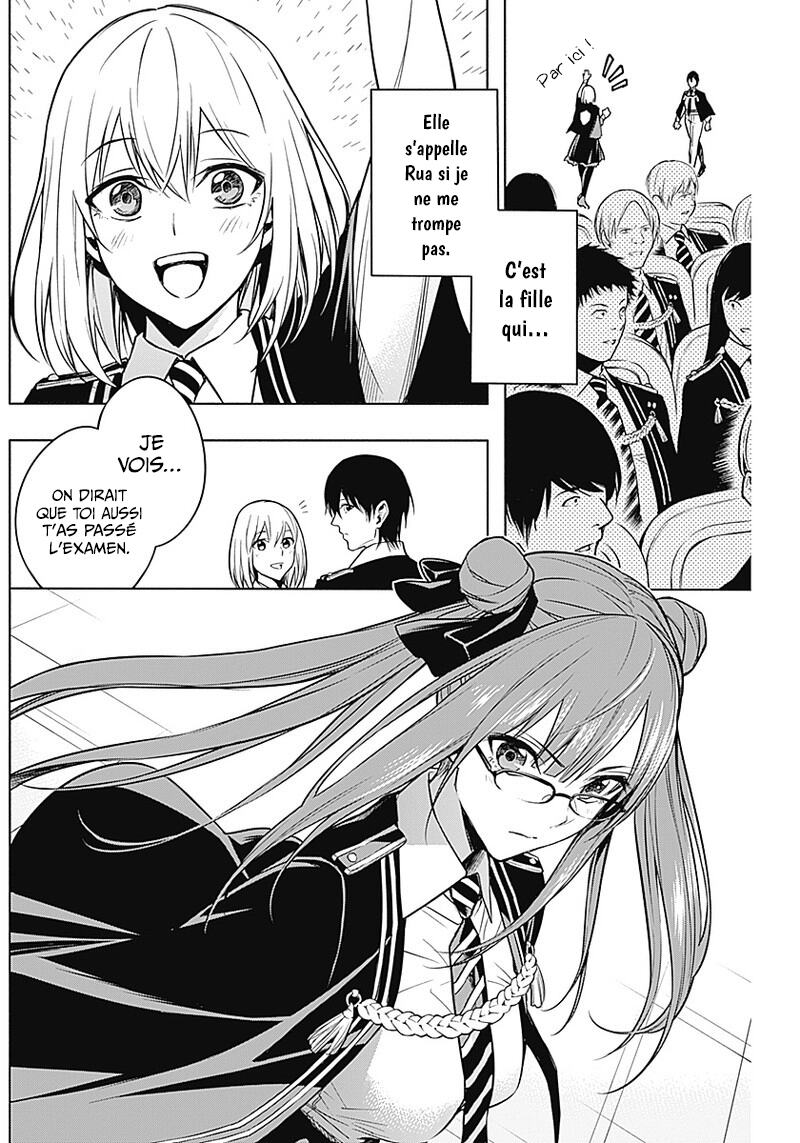 Par ici !
C'est
la fille
qui...
Elle
s'appelle
Rua si je
ne me
trompe
pas.
JE
VOIS...
ON DIRAIT
QUE TOI AUSSI
T'AS PASSÉ
L'EXAMEN.